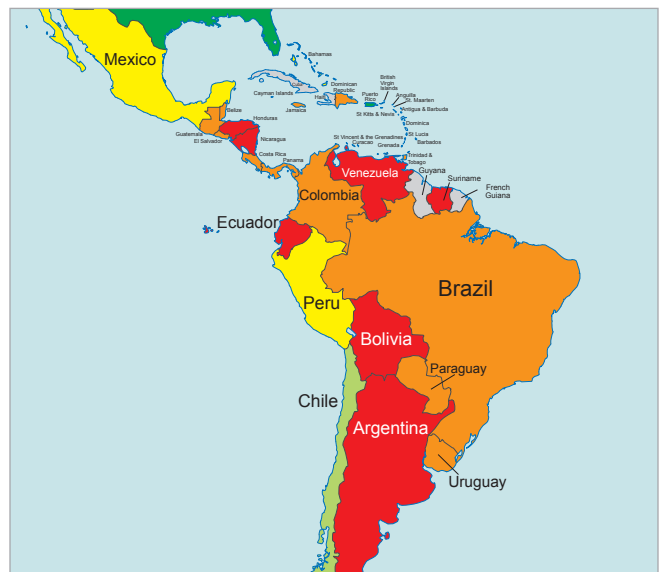 Mexico
Bahamas
Cuba
Cayman Islands
Jamaica
Haiti
Dominican
Republic
Puerto
Rico
British
Virgin
Islands
Anguilla
St. Maarten
Antigua & Barbuda
St Kitts & Nevis
Dominica
St Lucia
Barbados
St Vincent & the Grenadines
Curacao
Grenada
Trinidad &
Tobago
Belize
Honduras
Guatemala
El Salvador
Nicaragua
Costa Rica
Panama
Venezuela
Guyana
Suriname
French
Guiana
Colombia
Ecuador
Peru
Brazil
Bolivia
Paraguay
Chile
Argentina
Uruguay